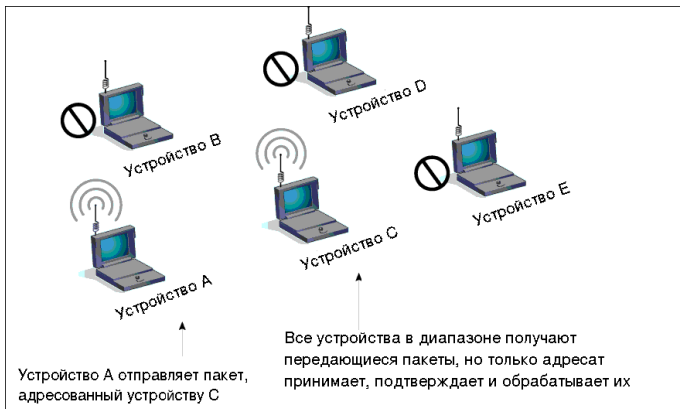 Устройство D
Устройство B
Устройство E
Устройство C
Устройство A
Все устройства в диапазоне получают
передающиеся пакеты, но только адресат
принимает, подтверждает и обрабатывает их
Устройство А отправляет пакет,
адресованный устройству С